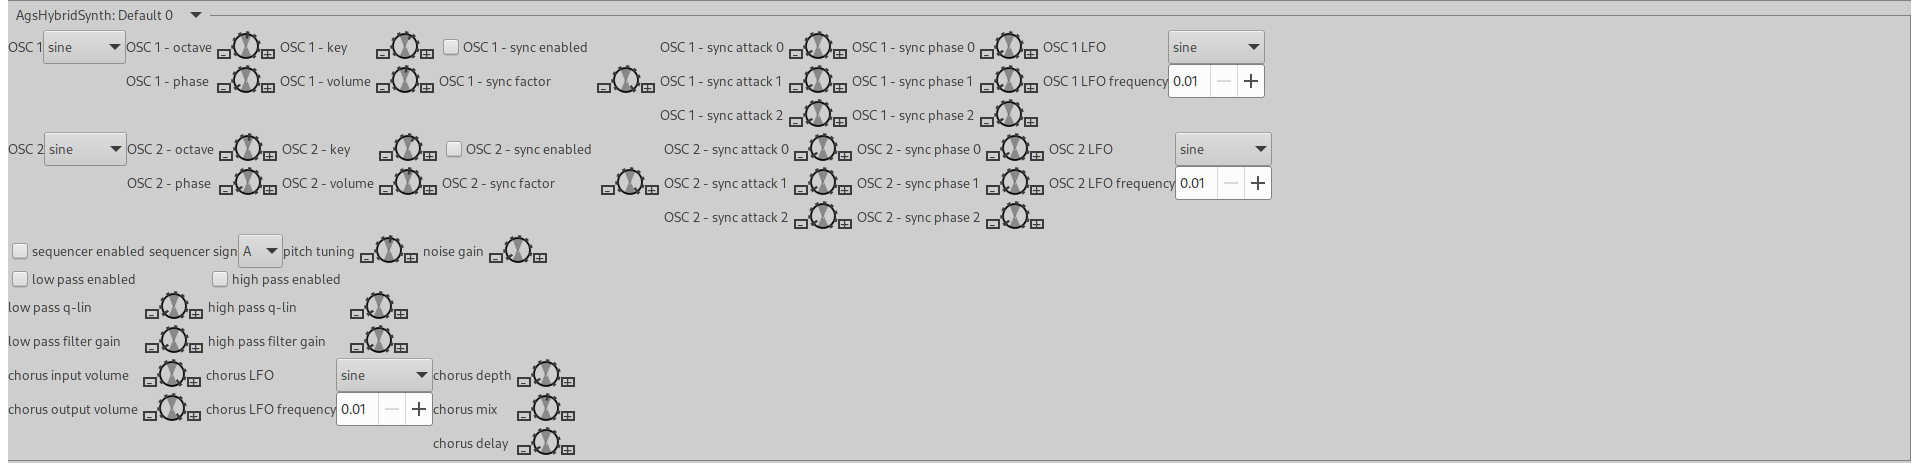 AgsHybridSynth: Default 0
OSC 1 sine OSC 1 - octave OSC 1 - key OSC 1 - sync enabled OSC 1 - sync attack 0 OSC 1 - sync phase 0 OSC 1 LFO sine
OSC 1 - phase OSC 1 - volume OSC 1 - sync factor OSC 1 - sync attack 1 OSC 1 - sync phase 1 OSC 1 LFO frequency 0.01
OSC 1 - sync attack 2 OSC 1 - sync phase 2
OSC 2 sine OSC 2 - octave OSC 2 - key OSC 2 - sync enabled OSC 2 - sync attack 0 OSC 2 - sync phase 0 OSC 2 LFO sine
OSC 2 - phase OSC 2 - volume OSC 2 - sync factor OSC 2 - sync attack 1 OSC 2 - sync phase 1 OSC 2 LFO frequency 0.01
OSC 2 - sync attack 2 OSC 2 - sync phase 2
sequencer enabled sequencer sign A pitch tuning noise gain
low pass enabled high pass enabled
low pass q-lin high pass q-lin
low pass filter gain high pass filter gain
chorus input volume chorus LFO sine chorus depth
chorus output volume chorus LFO frequency 0.01 chorus mix
chorus delay